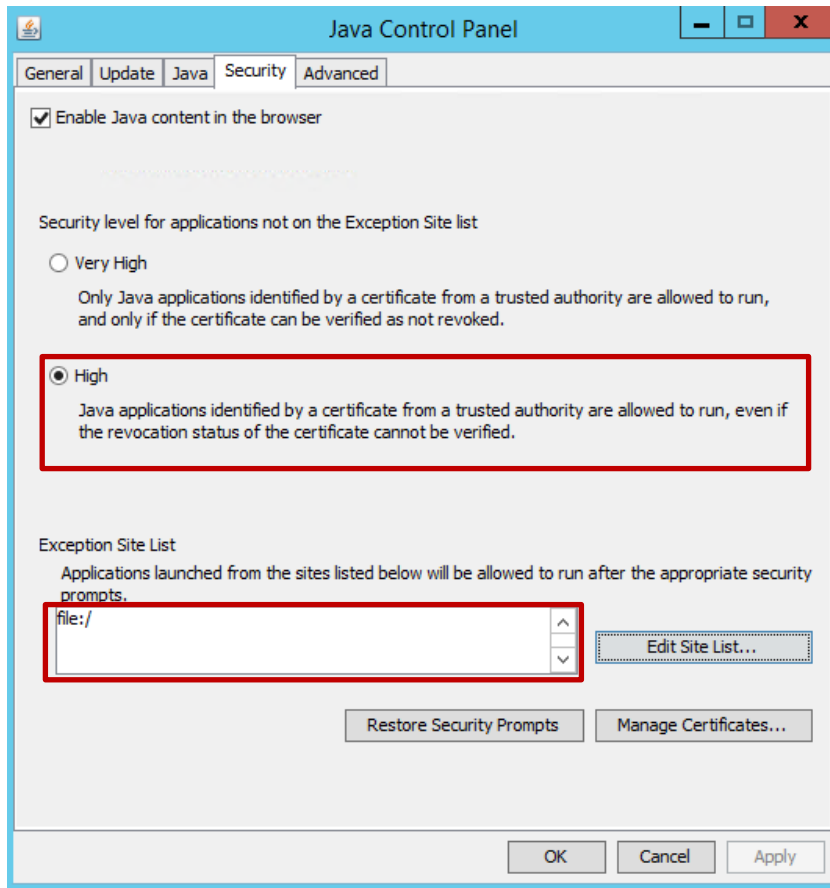 Java Control Panel
General Update Java Security Advanced
Enable Java content in the browser
Security level for applications not on the Exception Site list
Very High
Only Java applications identified by a certificate from a trusted authority are allowed to run,
and only if the certificate can be verified as not revoked.
High
Java applications identified by a certificate from a trusted authority are allowed to run, even if
the revocation status of the certificate cannot be verified.
Exception Site List
Applications launched from the sites listed below will be allowed to run after the appropriate security
prompts.
file:/
Edit Site List...
Restore Security Prompts Manage Certificates...
OK Cancel Apply